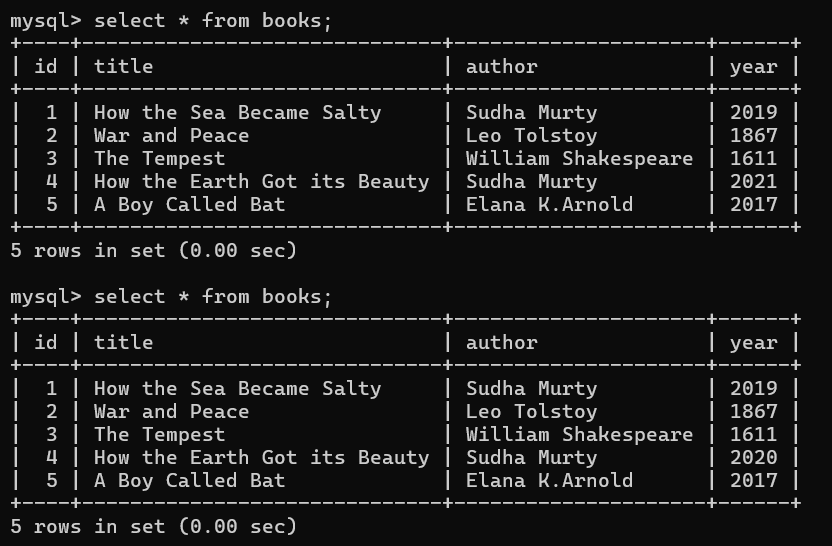 mysql> select * from books;
+----+------------------------------+---------------------+------+
| id | title                        | author              | year |
+----+------------------------------+---------------------+------+
|  1 | How the Sea Became Salty     | Sudha Murty         | 2019 |
|  2 | War and Peace                | Leo Tolstoy         | 1867 |
|  3 | The Tempest                  | William Shakespeare | 1611 |
|  4 | How the Earth Got its Beauty | Sudha Murty         | 2021 |
|  5 | A Boy Called Bat             | Elana K.Arnold      | 2017 |
+----+------------------------------+---------------------+------+
5 rows in set (0.00 sec)

mysql> select * from books;
+----+------------------------------+---------------------+------+
| id | title                        | author              | year |
+----+------------------------------+---------------------+------+
|  1 | How the Sea Became Salty     | Sudha Murty         | 2019 |
|  2 | War and Peace                | Leo Tolstoy         | 1867 |
|  3 | The Tempest                  | William Shakespeare | 1611 |
|  4 | How the Earth Got its Beauty | Sudha Murty         | 2020 |
|  5 | A Boy Called Bat             | Elana K.Arnold      | 2017 |
+----+------------------------------+---------------------+------+
5 rows in set (0.00 sec)